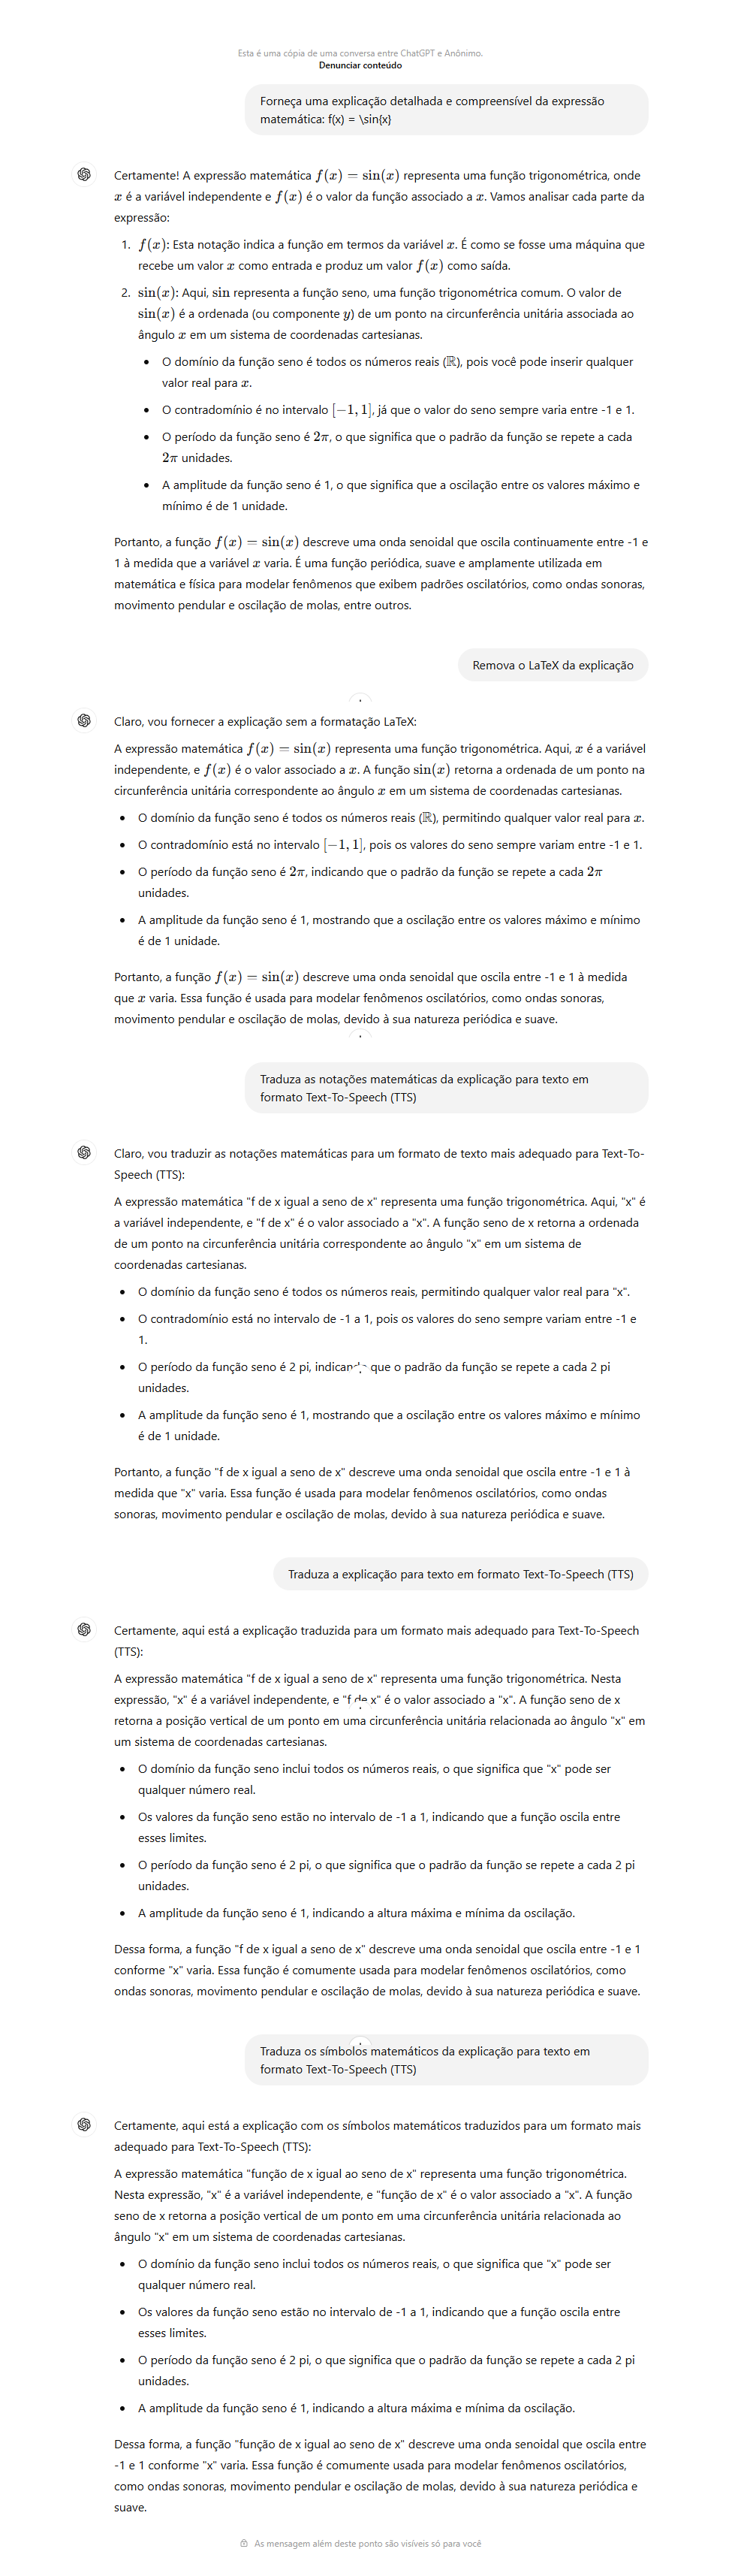 Esta é uma cópia de uma conversa entre ChatGPT e Anônimo.
Denunciar conteúdo
Forneça uma explicação detalhada e compreensível da expressão
matemática: f(x) = \sin{x}
Certamente! A expressão matemática f(x) = sin(x) representa uma função trigonométrica, onde
x é a variável independente e f(x) é o valor da função associado a x. Vamos analisar cada parte da
expressão:
1. f(x): Esta notação indica a função em termos da variável x. É como se fosse uma máquina que
recebe um valor x como entrada e produz um valor f(x) como saída.
2. sin(x): Aqui, sin representa a função seno, uma função trigonométrica comum. O valor de
sin(x) é a ordenada (ou componente y) de um ponto na circunferência unitária associada ao
ângulo x em um sistema de coordenadas cartesianas.
• O domínio da função seno é todos os números reais (ℝ), pois você pode inserir qualquer
valor real para x.
• O contradomínio é no intervalo [−1, 1], já que o valor do seno sempre varia entre -1 e 1.
• O período da função seno é 2π, o que significa que o padrão da função se repete a cada
2π unidades.
• A amplitude da função seno é 1, o que significa que a oscilação entre os valores máximo e
mínimo é de 1 unidade.
Portanto, a função f(x) = sin(x) descreve uma onda senoidal que oscila continuamente entre -1 e
1 à medida que a variável x varia. É uma função periódica, suave e amplamente utilizada em
matemática e física para modelar fenômenos que exibem padrões oscilatórios, como ondas sonoras,
movimento pendular e oscilação de molas, entre outros.
Remova o LaTeX da explicação
Claro, vou fornecer a explicação sem a formatação LaTeX:
A expressão matemática f(x) = sin(x) representa uma função trigonométrica. Aqui, x é a variável
independente, e f(x) é o valor associado a x. A função sin(x) retorna a ordenada de um ponto na
circunferência unitária correspondente ao ângulo x em um sistema de coordenadas cartesianas.
• O domínio da função seno é todos os números reais (ℝ), permitindo qualquer valor real para x.
• O contradomínio está no intervalo [−1, 1], pois os valores do seno sempre variam entre -1 e 1.
• O período da função seno é 2π, indicando que o padrão da função se repete a cada 2π
unidades.
• A amplitude da função seno é 1, mostrando que a oscilação entre os valores máximo e mínimo
é de 1 unidade.
Portanto, a função f(x) = sin(x) descreve uma onda senoidal que oscila entre -1 e 1 à medida
que x varia. Essa função é usada para modelar fenômenos oscilatórios, como ondas sonoras,
movimento pendular e oscilação de molas, devido à sua natureza periódica e suave.
Traduza as notações matemáticas da explicação para texto em
formato Text-To-Speech (TTS)
Claro, vou traduzir as notações matemáticas para um formato de texto mais adequado para Text-To-
Speech (TTS):
A expressão matemática "f de x igual a seno de x" representa uma função trigonométrica. Aqui, "x" é
a variável independente, e "f de x" é o valor associado a "x". A função seno de x retorna a ordenada
de um ponto na circunferência unitária correspondente ao ângulo "x" em um sistema de
coordenadas cartesianas.
• O domínio da função seno é todos os números reais, permitindo qualquer valor real para "x".
• O contradomínio está no intervalo de -1 a 1, pois os valores do seno sempre variam entre -1 e
1.
• O período da função seno é 2 pi, indicando que o padrão da função se repete a cada 2 pi
unidades.
• A amplitude da função seno é 1, mostrando que a oscilação entre os valores máximo e mínimo
é de 1 unidade.
Portanto, a função "f de x igual a seno de x" descreve uma onda senoidal que oscila entre -1 e 1 à
medida que "x" varia. Essa função é usada para modelar fenômenos oscilatórios, como ondas
sonoras, movimento pendular e oscilação de molas, devido à sua natureza periódica e suave.
Traduza a explicação para texto em formato Text-To-Speech (TTS)
Certamente, aqui está a explicação traduzida para um formato mais adequado para Text-To-Speech
(TTS):
A expressão matemática "f de x igual a seno de x" representa uma função trigonométrica. Nesta
expressão, "x" é a variável independente, e "f de x" é o valor associado a "x". A função seno de x
retorna a posição vertical de um ponto em uma circunferência unitária relacionada ao ângulo "x" em
um sistema de coordenadas cartesianas.
• O domínio da função seno inclui todos os números reais, o que significa que "x" pode ser
qualquer número real.
• Os valores da função seno estão no intervalo de -1 a 1, indicando que a função oscila entre
esses limites.
• O período da função seno é 2 pi, o que significa que o padrão da função se repete a cada 2 pi
unidades.
• A amplitude da função seno é 1, indicando a altura máxima e mínima da oscilação.
Dessa forma, a função "f de x igual a seno de x" descreve uma onda senoidal que oscila entre -1 e 1
conforme "x" varia. Essa função é comumente usada para modelar fenômenos oscilatórios, como
ondas sonoras, movimento pendular e oscilação de molas, devido à sua natureza periódica e suave.
Traduza os símbolos matemáticos da explicação para texto em
formato Text-To-Speech (TTS)
Certamente, aqui está a explicação com os símbolos matemáticos traduzidos para um formato mais
adequado para Text-To-Speech (TTS):
A expressão matemática "função de x igual ao seno de x" representa uma função trigonométrica.
Nesta expressão, "x" é a variável independente, e "função de x" é o valor associado a "x". A função
seno de x retorna a posição vertical de um ponto em uma circunferência unitária relacionada ao
ângulo "x" em um sistema de coordenadas cartesianas.
• O domínio da função seno inclui todos os números reais, o que significa que "x" pode ser
qualquer número real.
• Os valores da função seno estão no intervalo de -1 a 1, indicando que a função oscila entre
esses limites.
• O período da função seno é 2 pi, o que significa que o padrão da função se repete a cada 2 pi
unidades.
• A amplitude da função seno é 1, indicando a altura máxima e mínima da oscilação.
Dessa forma, a função "função de x igual ao seno de x" descreve uma onda senoidal que oscila entre
-1 e 1 conforme "x" varia. Essa função é comumente usada para modelar fenômenos oscilatórios,
como ondas sonoras, movimento pendular e oscilação de molas, devido à sua natureza periódica e
suave.
As mensagem além deste ponto são visíveis só para você